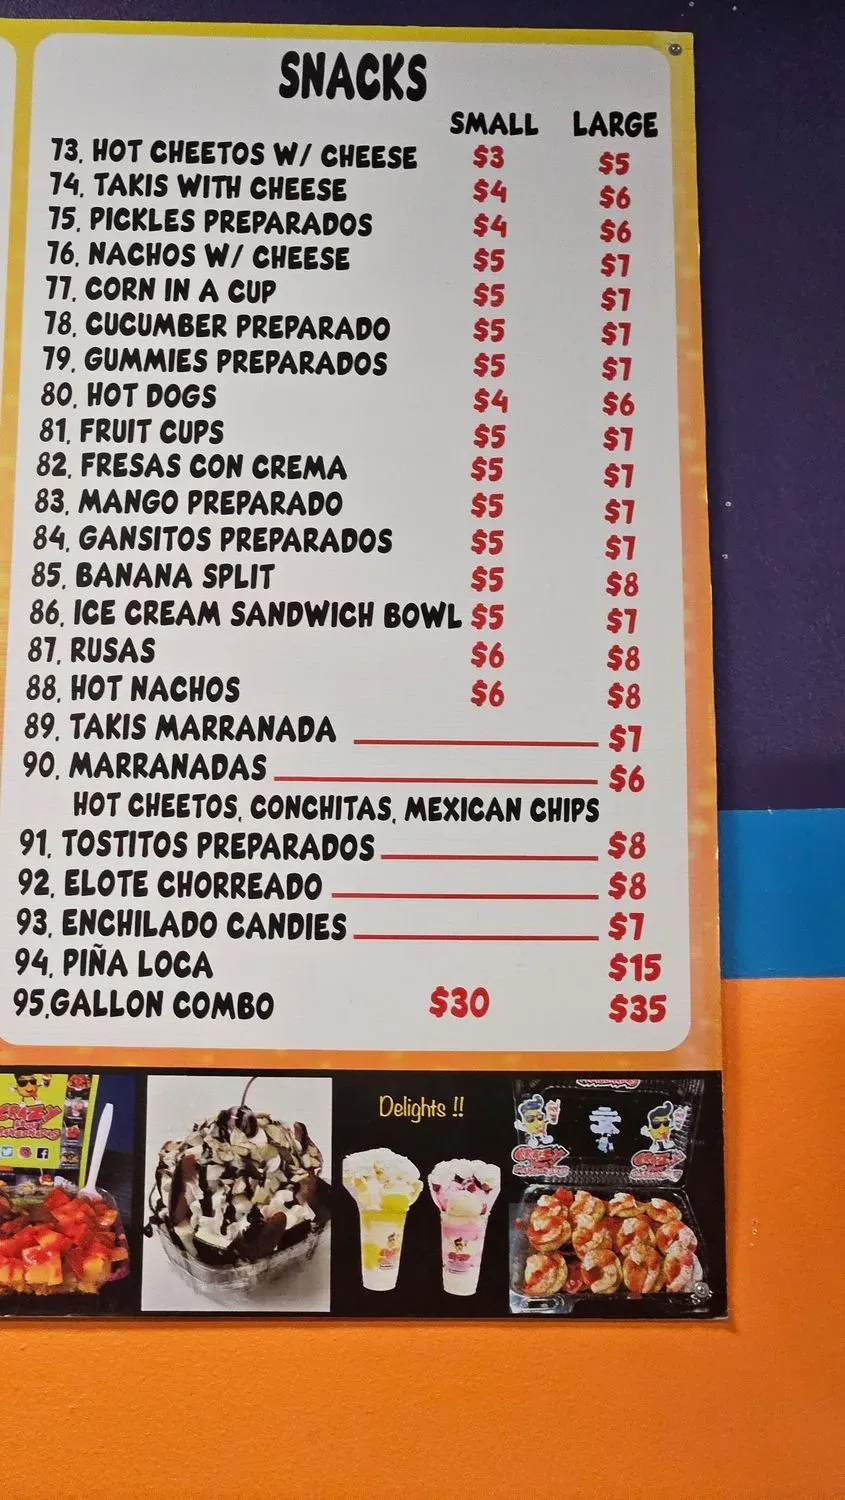 SNACKS
SMALL LARGE
73. HOT CHEETOS W/ CHEESE $3 $5
74. TAKIS WITH CHEESE $4 $6
75. PICKLES PREPARADOS $4 $6
76. NACHOS W/ CHEESE $5 $7
77. CORN IN A CUP $5 $7
78. CUCUMBER PREPARADO $5 $7
79. GUMMIES PREPARADOS $5 $7
80. HOT DOGS $4 $6
81. FRUIT CUPS $5 $7
82. FRESAS CON CREMA $5 $7
83. MANGO PREPARADO $5 $7
84. GANSITOS PREPARADOS $5 $7
85. BANANA SPLIT $5 $8
86. ICE CREAM SANDWICH BOWL $5 $7
87. RUSAS $6 $8
88. HOT NACHOS $6 $8
89. TAKIS MARRANADA $7
90. MARRANADAS $6
HOT CHEETOS, CONCHITAS, MEXICAN CHIPS
91. TOSTITOS PREPARADOS $8
92. ELOTE CHORREADO $8
93. ENCHILADO CANDIES $7
94. PIÑA LOCA $15
95.GALLON COMBO $30 $35
Delights !!
CRAZY
CRAZY
CRAZY